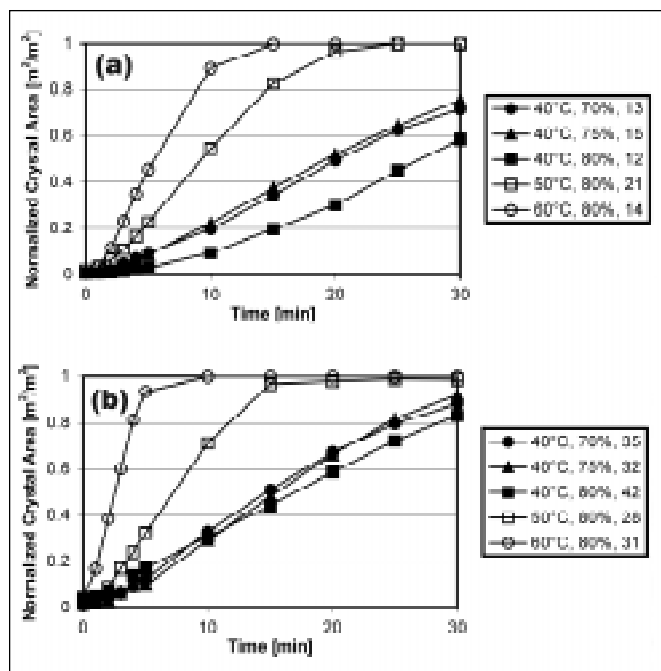 (a)
Normalized Crystal Area [m²/m²]
1
0.8
0.6
0.4
0.2
0
0 10 20 30
Time [min]
40°C, 70%, 13
40°C, 75%, 15
40°C, 80%, 12
50°C, 80%, 21
60°C, 80%, 14
(b)
Normalized Crystal Area [m²/m²]
1
0.8
0.6
0.4
0.2
0
0 10 20 30
Time [min]
40°C, 70%, 35
40°C, 75%, 32
40°C, 80%, 42
50°C, 80%, 28
60°C, 80%, 31